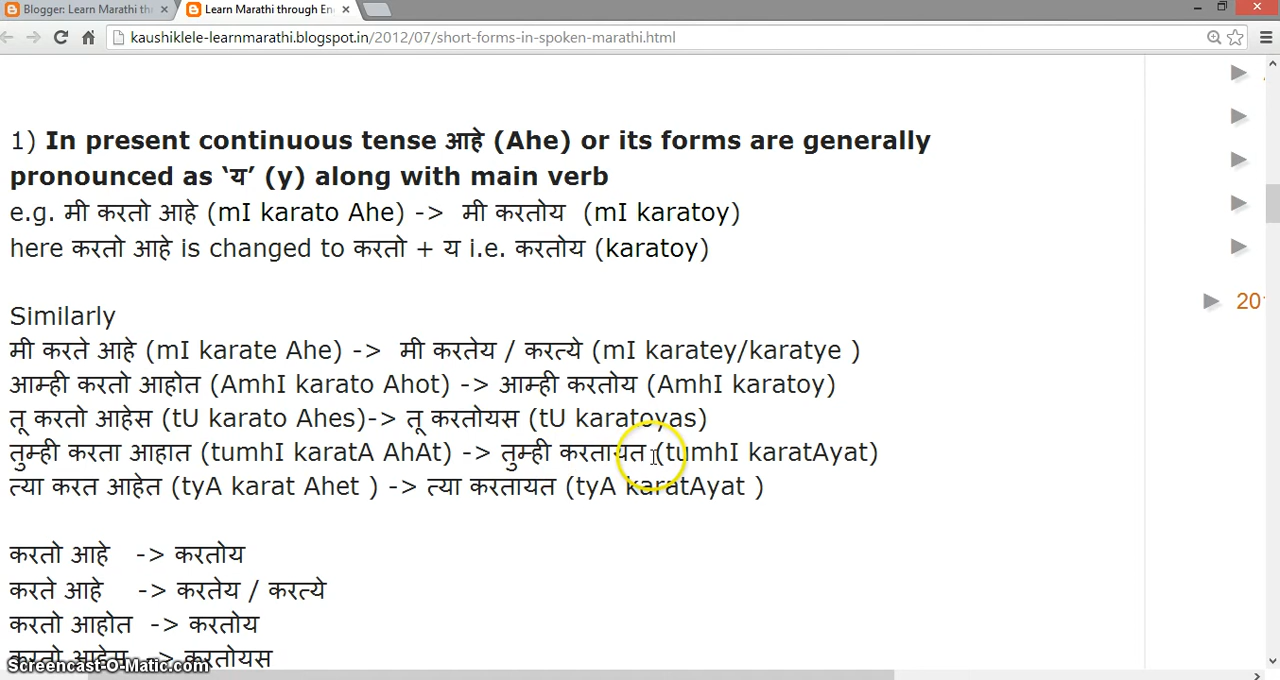 Blogger: Learn Marathi th
Learn Marathi through En
kaushiklele-learnmarathi.blogspot.in/2012/07/short-forms-in-spoken-marathi.html
1) In present continuous tense आहे (Ahe) or its forms are generally
pronounced as ‘य’ (y) along with main verb
e.g. मी करतो आहे (mI karato Ahe) -> मी करतोय (mI karatoy)
here करतो आहे is changed to करतो + य i.e. करतोय (karatoy)
201
Similarly
मी करते आहे (mI karate Ahe) -> मी करतेय / करत्ये (mI karatey/karatye )
आम्ही करतो आहोत (AmhI karato Ahot) -> आम्ही करतोय (AmhI karatoy)
तू करतो आहेस (tU karato Ahes)-> तू करतोयस (tU karatoyas)
तुम्ही करता आहात (tumhI karatA AhAt) -> तुम्ही करतायत (tumhI karatAyat)
त्या करत आहेत (tyA karat Ahet ) -> त्या करतायत (tyA karatAyat )
करतो आहे -> करतोय
करते आहे -> करतेय / करत्ये
करतो आहोत -> करतोय
करतो आहेस -> करतोयस
Screencast-O-Matic.com